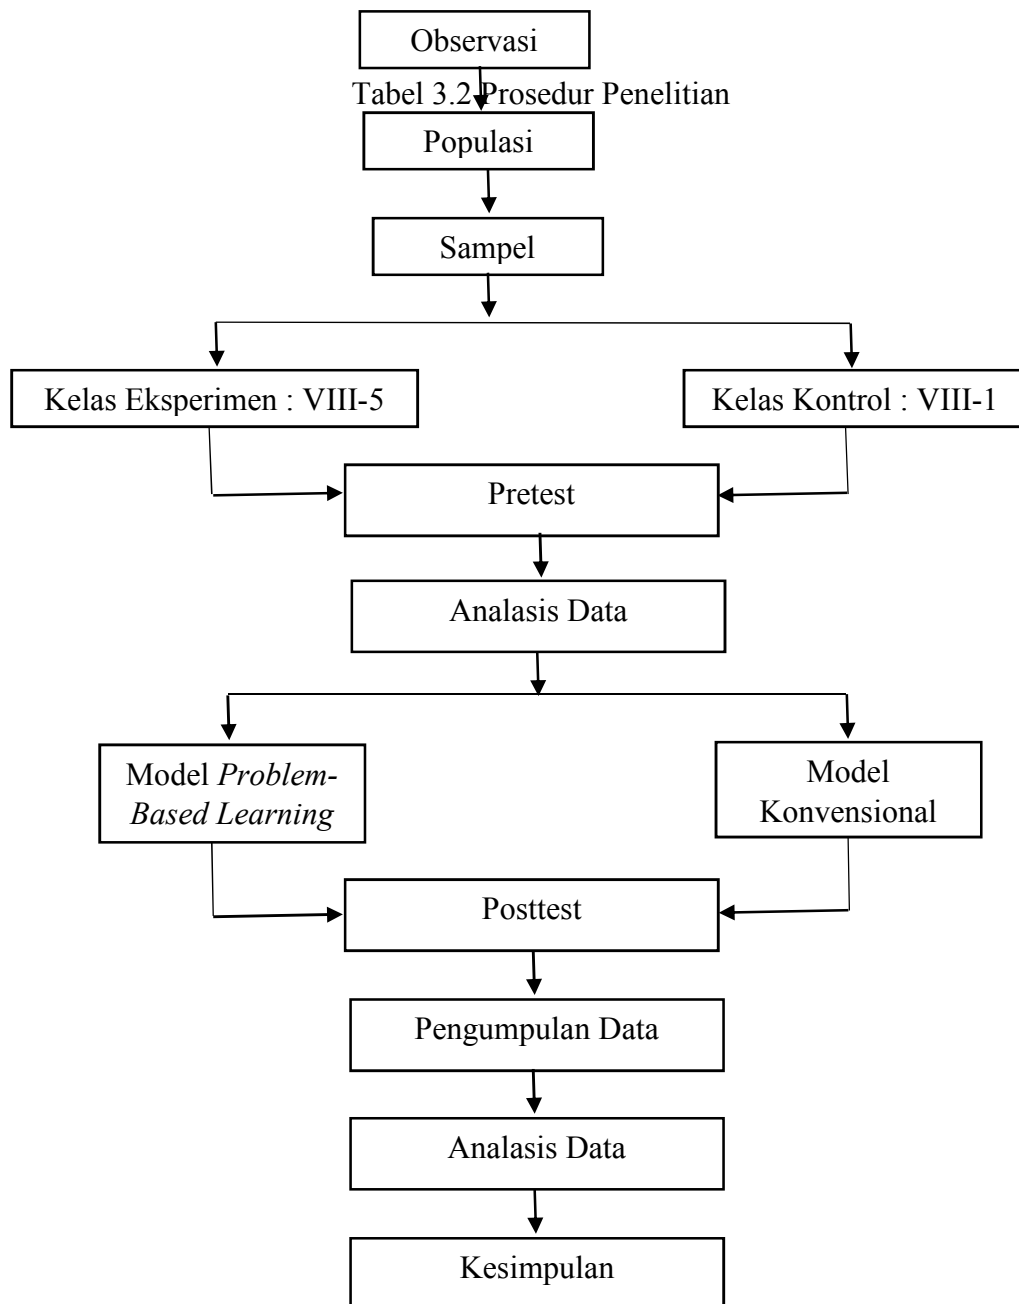 Observasi
Tabel 3.2 Prosedur Penelitian
Populasi
Sampel
Kelas Eksperimen : VIII-5
Kelas Kontrol : VIII-1
Pretest
Analasis Data
Model Problem-
Based Learning
Model
Konvensional
Posttest
Pengumpulan Data
Analasis Data
Kesimpulan